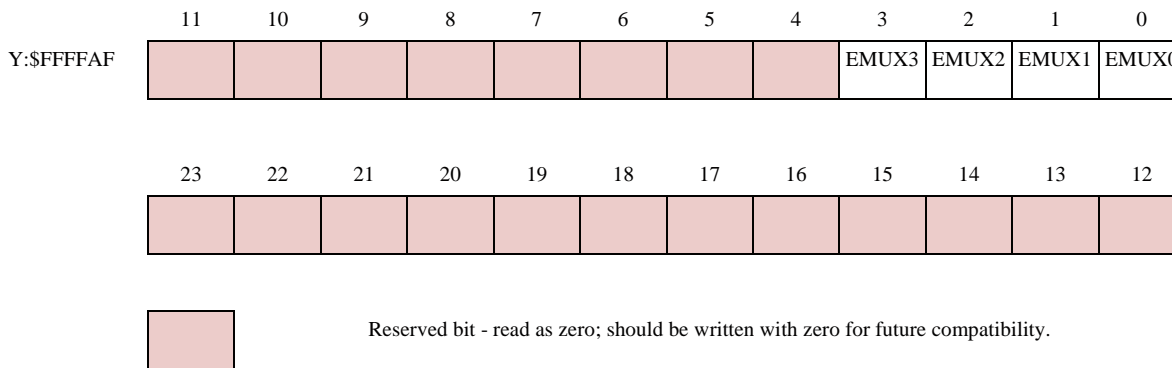 11 10 9 8 7 6 5 4 3 2 1 0
Y:$FFFFAF EMUX3 EMUX2 EMUX1 EMUX0
23 22 21 20 19 18 17 16 15 14 13 12
Reserved bit - read as zero; should be written with zero for future compatibility.